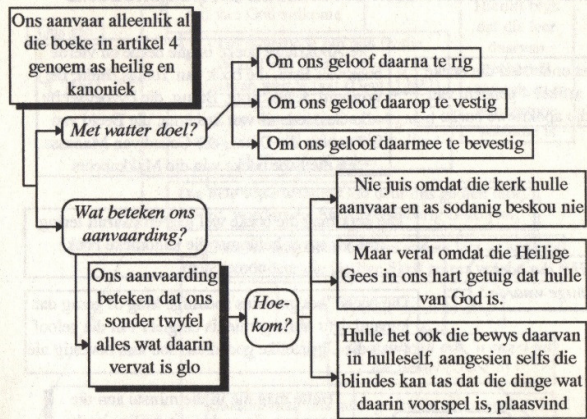 Ons aanvaar alleenlik al
die boeke in artikel 4
genoem as heilig en
kanoniek
Met watter doel?
Om ons geloof daarna te rig
Om ons geloof daarop te vestig
Om ons geloof daarmee te bevestig
Wat beteken ons
aanvaarding?
Ons aanvaarding
beteken dat ons
sonder twyfel
alles wat daarin
vervat is glo
Hoe-
kom?
Nie juis omdat die kerk hulle
aanvaar en as sodanig beskou nie
Maar veral omdat die Heilige
Gees in ons hart getuig dat hulle
van God is.
Hulle het ook die bewys daarvan
in hulleself, aangesien selfs die
blindes kan tas dat die dinge wat
daarin voorspel is, plaasvind